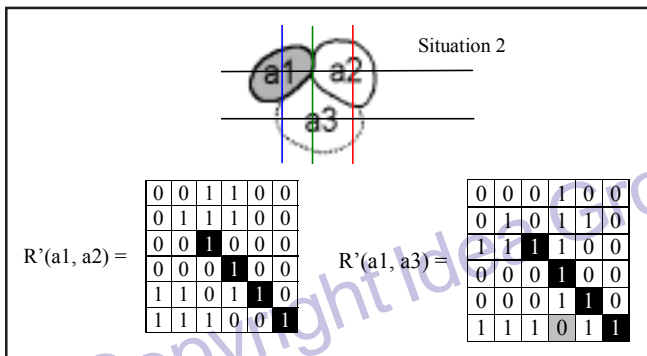 Situation 2
a1 a2
a3
R'(a1, a2) =
0 0 1 1 0 0
0 1 1 1 0 0
0 0 1 0 0 0
0 0 0 1 0 0
1 1 0 1 1 0
1 1 1 0 0 1
R'(a1, a3) =
0 0 0 1 0 0
0 1 0 1 1 0
1 1 1 1 0 0
0 0 0 1 0 0
0 0 0 1 1 0
1 1 1 0 1 1
Copyright Idea Gro